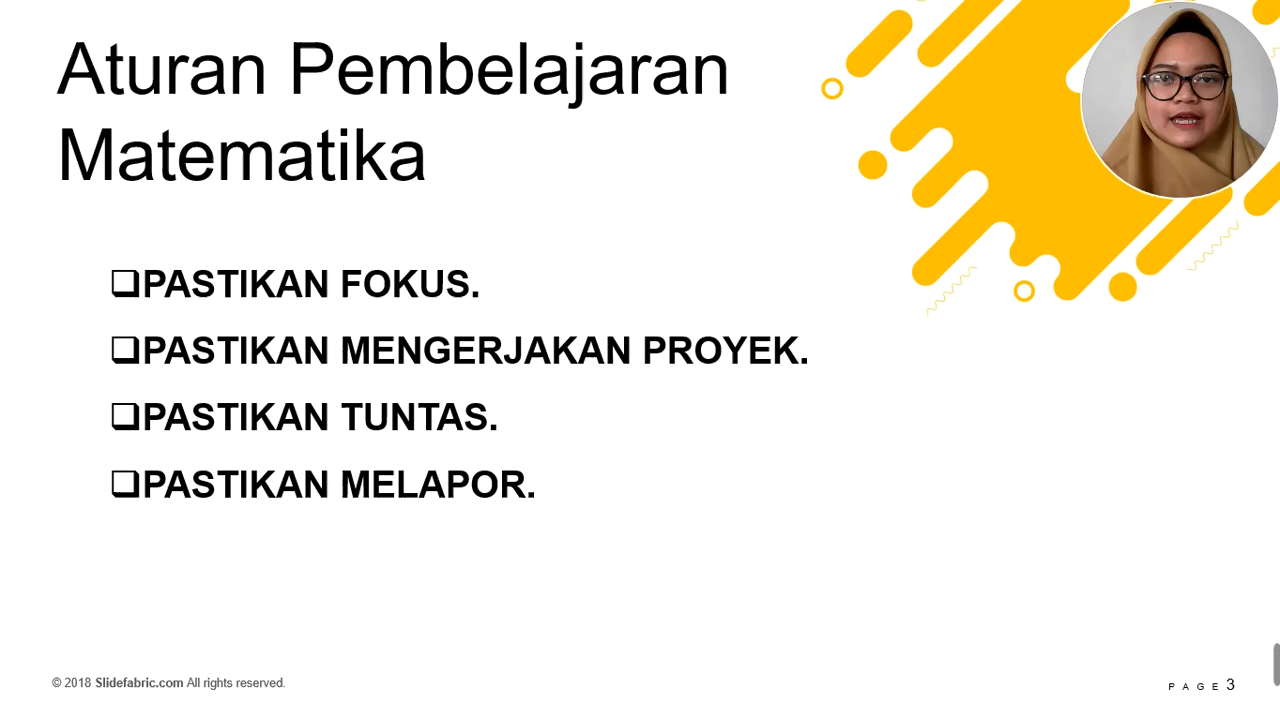 Aturan Pembelajaran
Matematika
❑PASTIKAN FOKUS.
❑PASTIKAN MENGERJAKAN PROYEK.
❑PASTIKAN TUNTAS.
❑PASTIKAN MELAPOR.
© 2018 Slidefabric.com All rights reserved.
PAGE 3